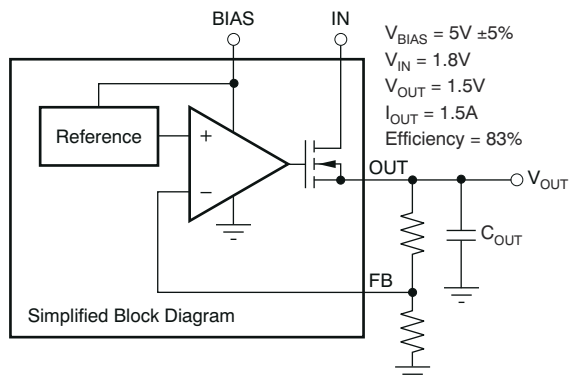 BIAS
IN
V_BIAS = 5V ±5%
V_IN = 1.8V
V_OUT = 1.5V
I_OUT = 1.5A
Efficiency = 83%
Reference
+
−
OUT
V_OUT
C_OUT
FB
Simplified Block Diagram